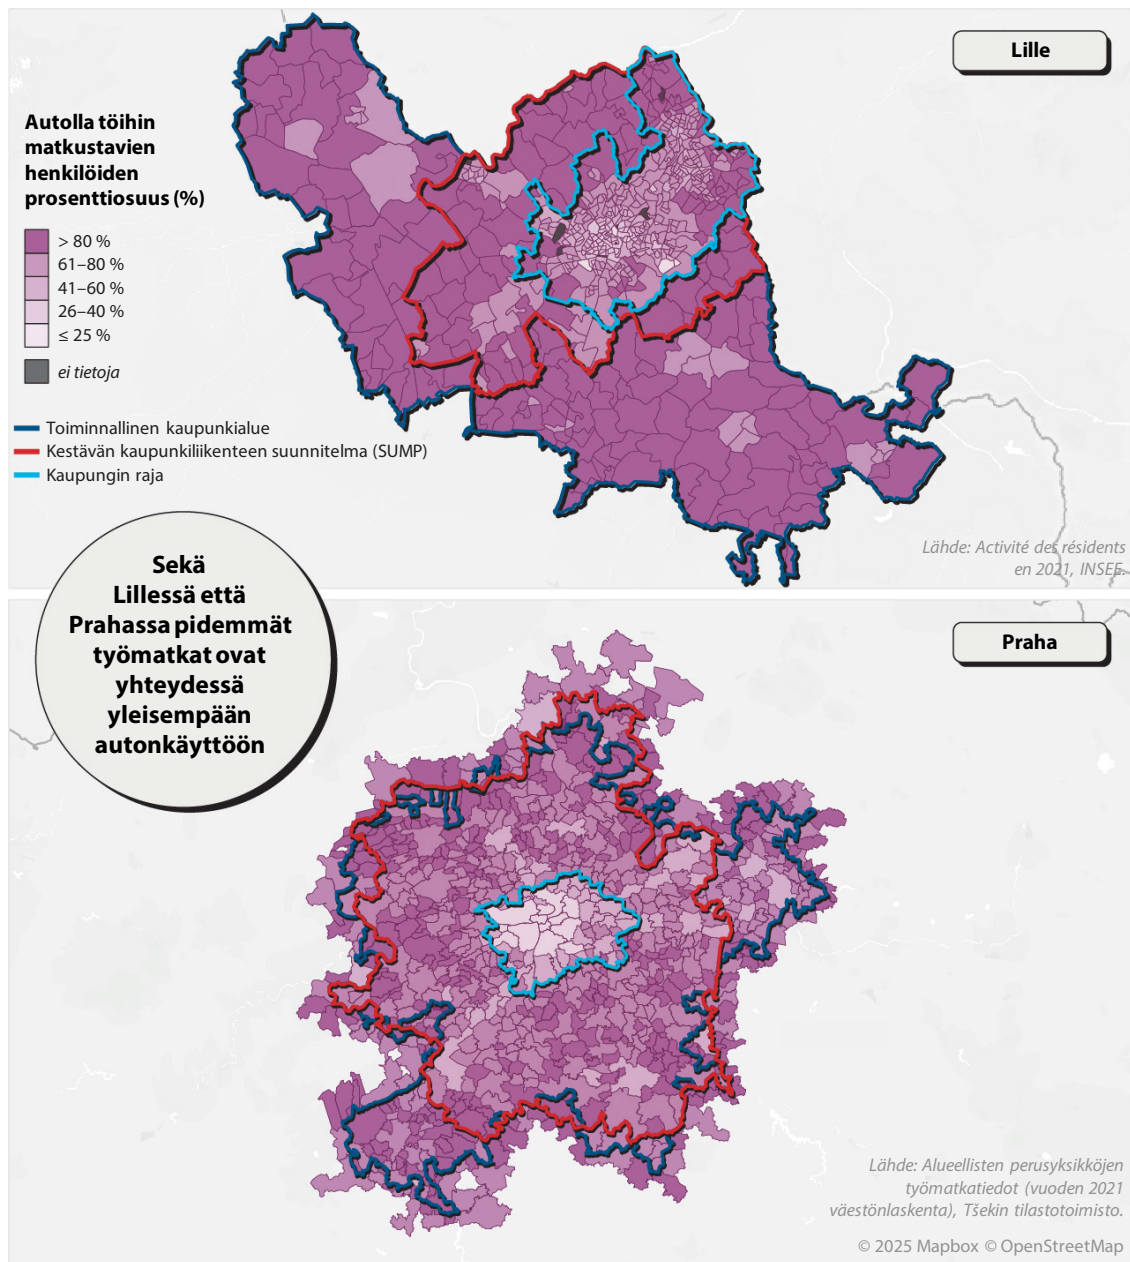 Lille
Autolla töihin
matkustavien
henkilöiden
prosenttiosuus (%)
> 80 %
61–80 %
41–60 %
26–40 %
≤ 25 %
ei tietoja
Toiminnallinen kaupunkialue
Kestävän kaupunkiliikenteen suunnitelma (SUMP)
Kaupungin raja
Lähde: Activité des résidents
en 2021, INSEE.
Sekä
Lillessä että
Prahassa pidemmät
työmatkat ovat
yhteydessä
yleisempään
autonkäyttöön
Praha
Lähde: Alueellisten perusyksikköjen
työmatkatiedot (vuoden 2021
väestönlaskenta), Tšekin tilastotoimisto.
© 2025 Mapbox © OpenStreetMap